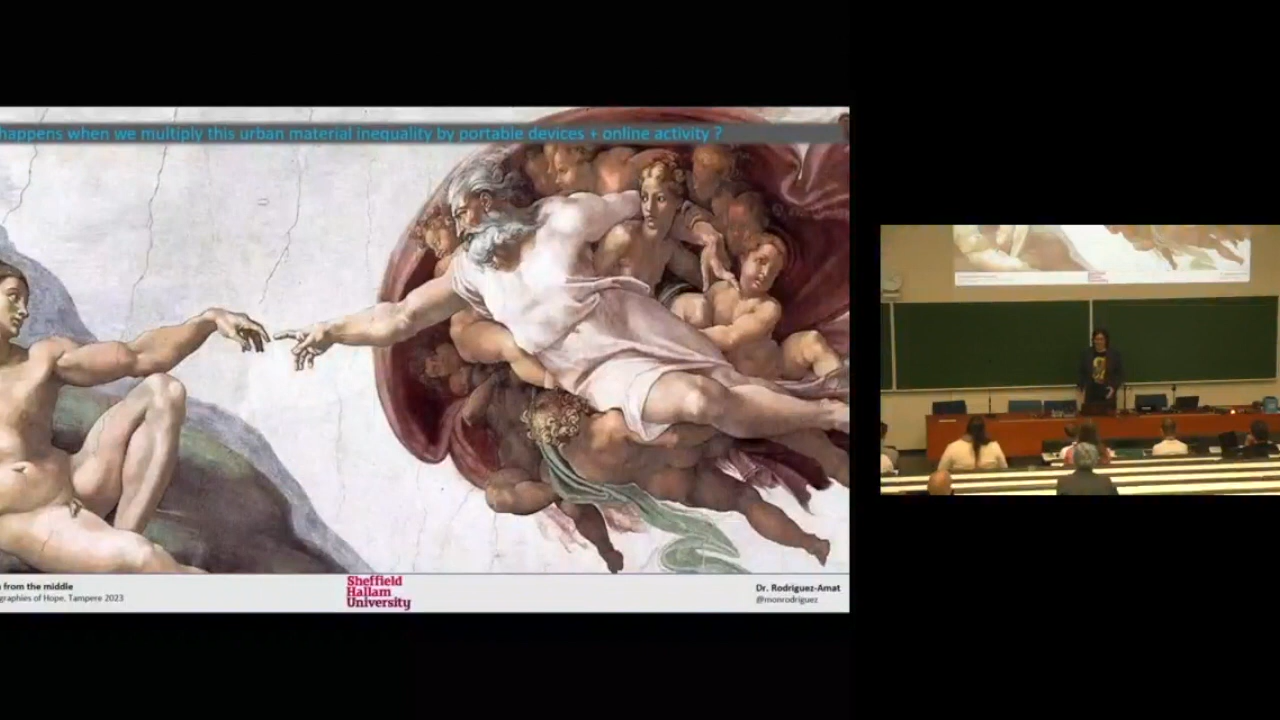 happens when we multiply this urban material inequality by portable devices + online activity ?
from the middle
graphies of Hope, Tampere 2023
Sheffield
Hallam
University
Dr. Rodríguez-Amat
@monrodriguez